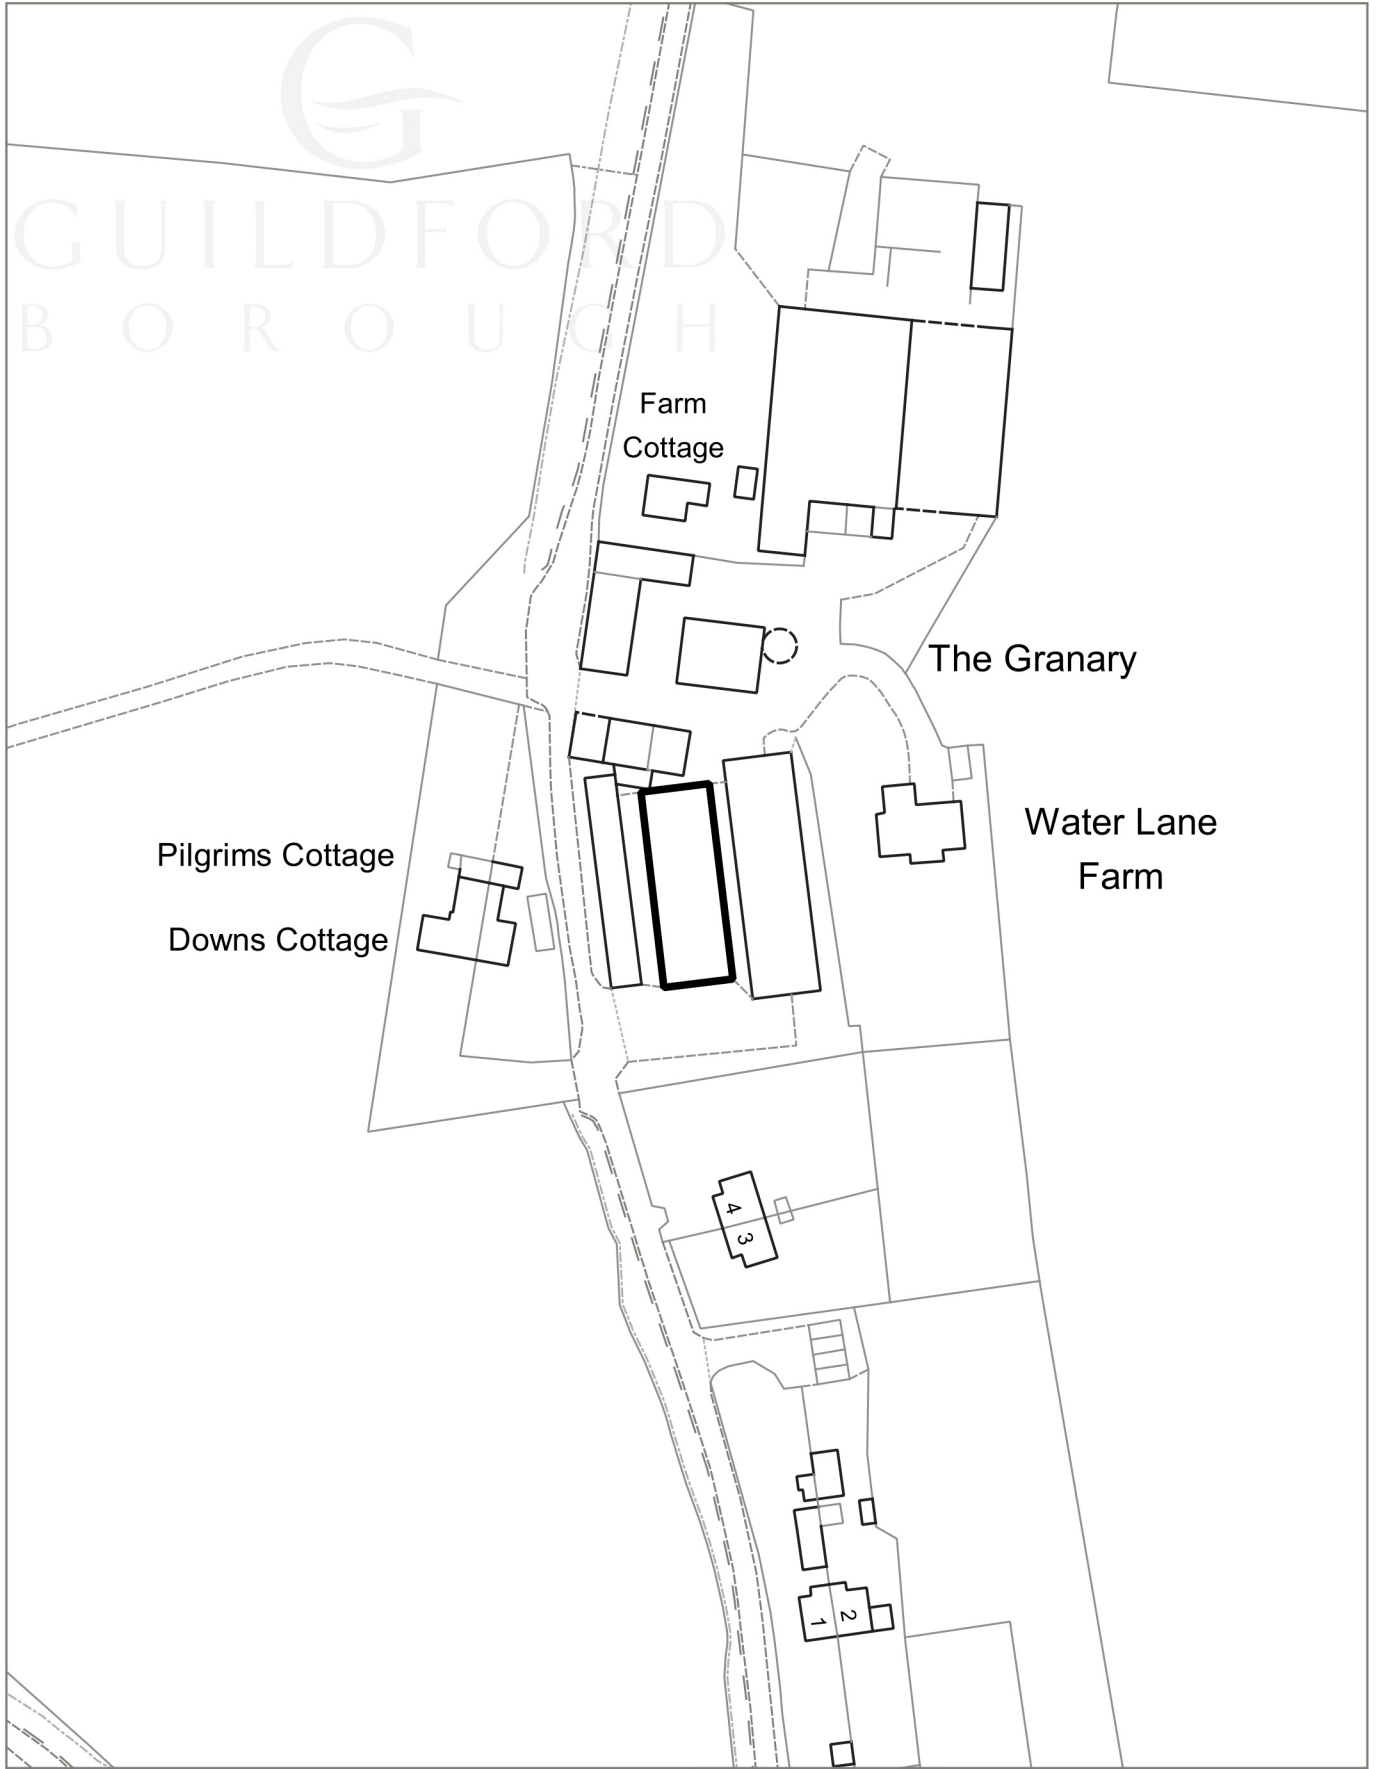 GUILDFORD
BOROUGH
Farm
Cottage
The Granary
Water Lane
Farm
Pilgrims Cottage
Downs Cottage
4
3
1
2